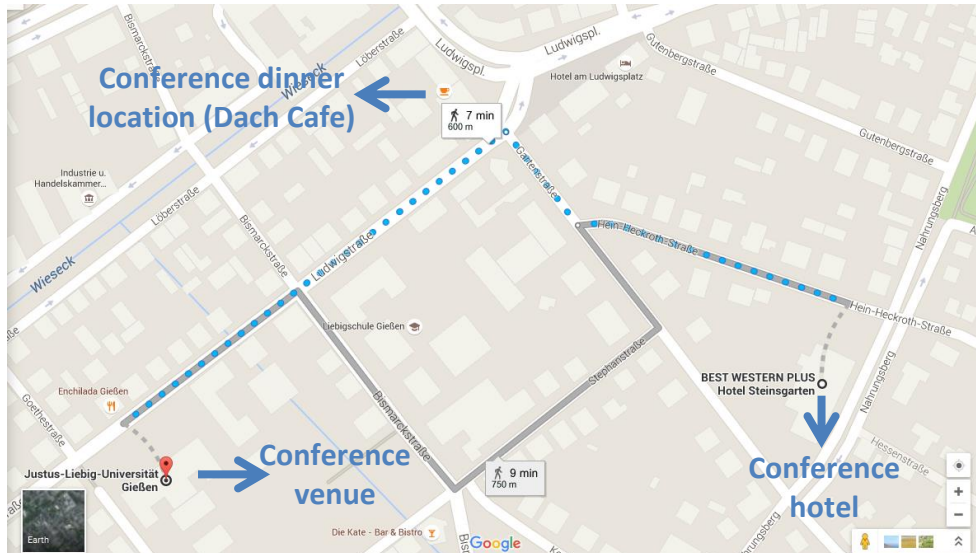 Bismarckstraße
Löberstraße
Wieseck
Ludwigspl.
Ludwigspl.
Gutenbergstraße
Hotel am Ludwigsplatz
Conference dinner
location (Dach Cafe)
7 min
600 m
Gutenbergstraße
Industrie u.
Handelskammer...
Löberstraße
Bismarckstraße
Gartenstraße
Nahrungsberg
Wieseck
Ludwigstraße
Hein-Heckroth-Straße
Hein-Heckroth-Straße
Liebigschule Gießen
Stephanstraße
BEST WESTERN PLUS
Hotel Steinsgarten
Nahrungsberg
Enchilada Gießen
Goethestraße
Bismarckstraße
Hessenstraße
Justus-Liebig-Universität
Gießen
Conference
venue
9 min
750 m
Conference
hotel
Nahrungsberg
Earth
Die Kate - Bar & Bistro
Google